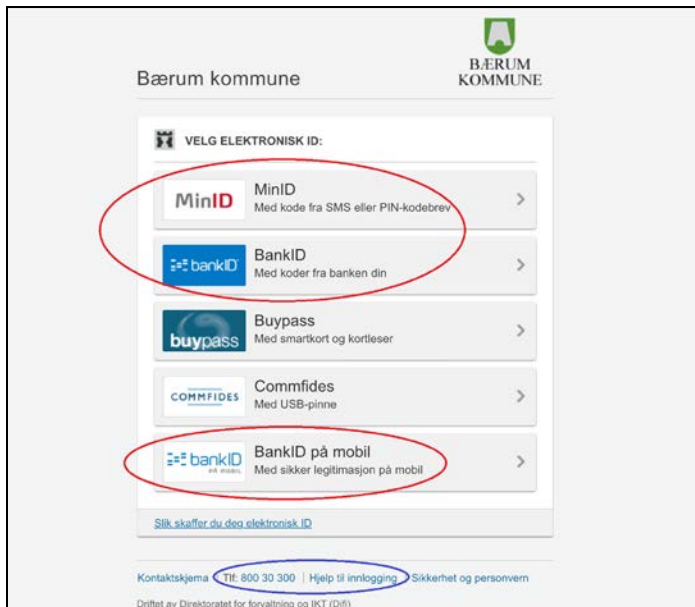 Bærum kommune
BÆRUM
KOMMUNE
VELG ELEKTRONISK ID:
MinID
MinID
Med kode fra SMS eller PIN-kodebrev
bankID
BankID
Med koder fra banken din
buypass
Buypass
Med smartkort og kortleser
COMMFIDES
Commfides
Med USB-pinne
bankID
PÅ MOBIL
BankID på mobil
Med sikker legitimasjon på mobil
Slik skaffer du deg elektronisk ID
Kontaktskjema | Tlf: 800 30 300 | Hjelp til innlogging | Sikkerhet og personvern
Driftet av Direktoratet for forvaltning og IKT (Difi)